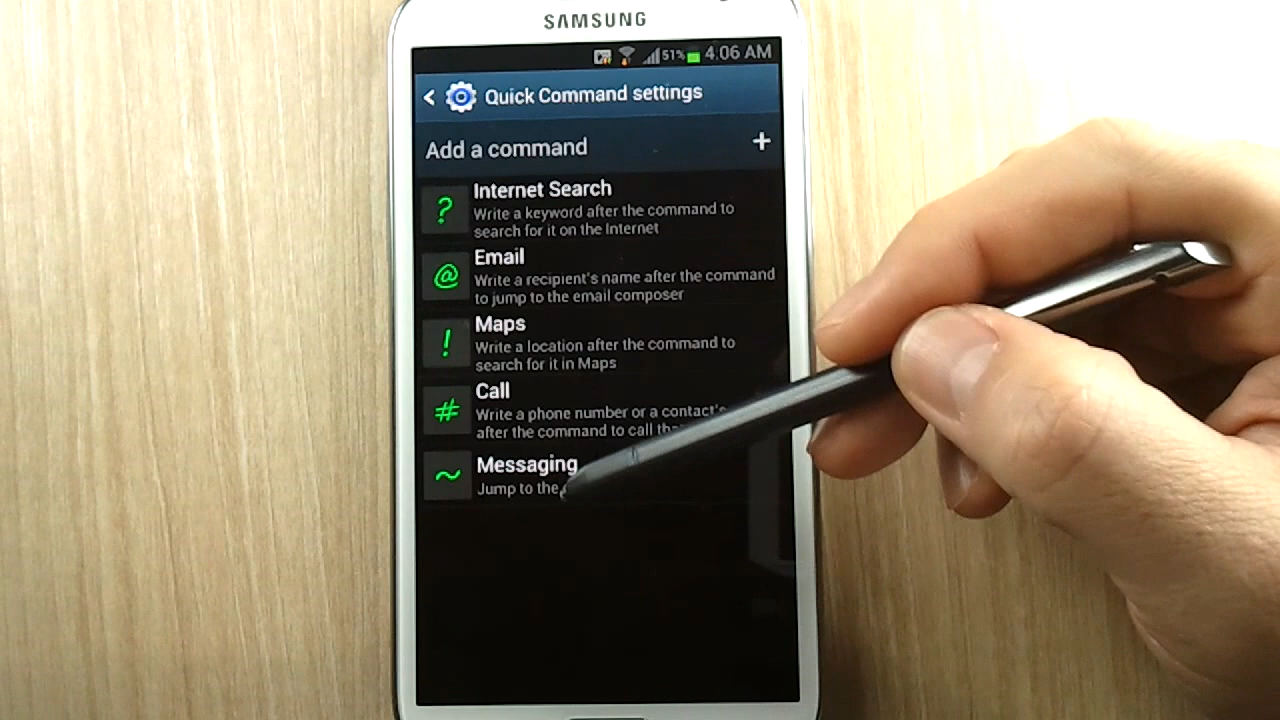 SAMSUNG
51% 4:06 AM
< Quick Command settings
Add a command +
? Internet Search
Write a keyword after the command to
search for it on the Internet
@ Email
Write a recipient's name after the command
to jump to the email composer
! Maps
Write a location after the command to
search for it in Maps
# Call
Write a phone number or a contact's
after the command to call
~ Messaging
Jump to the